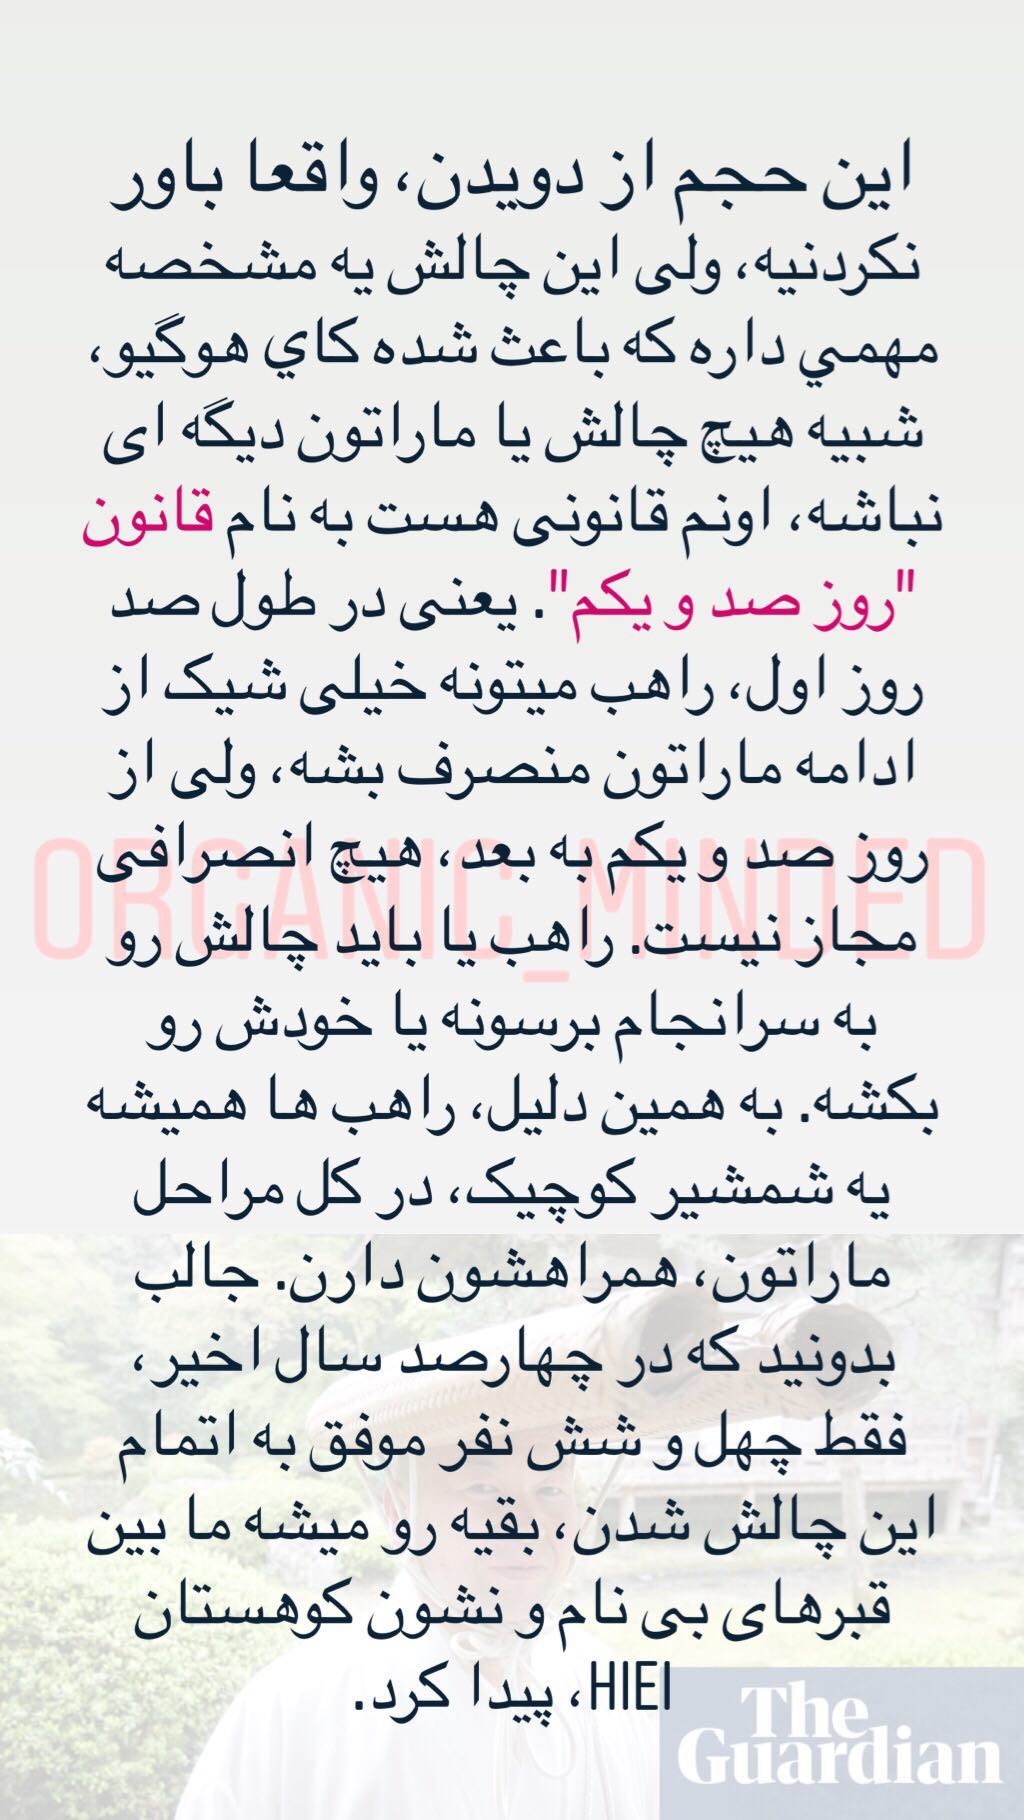 این حجم از دویدن، واقعا باور
نکردنیه، ولی این چالش یه مشخصه
مهمي داره که باعث شده کاي هوگیو،
شبیه هیچ چالش یا ماراتون دیگه ای
نباشه، اونم قانونی هست به نام قانون
"روز صد و یکم". یعنی در طول صد
روز اول، راهب میتونه خیلی شیک از
ادامه ماراتون منصرف بشه، ولی از
روز صد و یکم به بعد، هیچ انصرافی
ORGANIC_MINDED
مجاز نیست. راهب یا باید چالش رو
به سرانجام برسونه یا خودش رو
بکشه. به همین دلیل، راهب ها همیشه
یه شمشیر کوچیک، در کل مراحل
ماراتون، همراهشون دارن. جالب
بدونید که در چهارصد سال اخیر،
فقط چهل و شش نفر موفق به اتمام
این چالش شدن، بقیه رو میشه ما بین
قبرهای بی نام و نشون کوهستان
HIEI، پیدا کرد.
The
Guardian